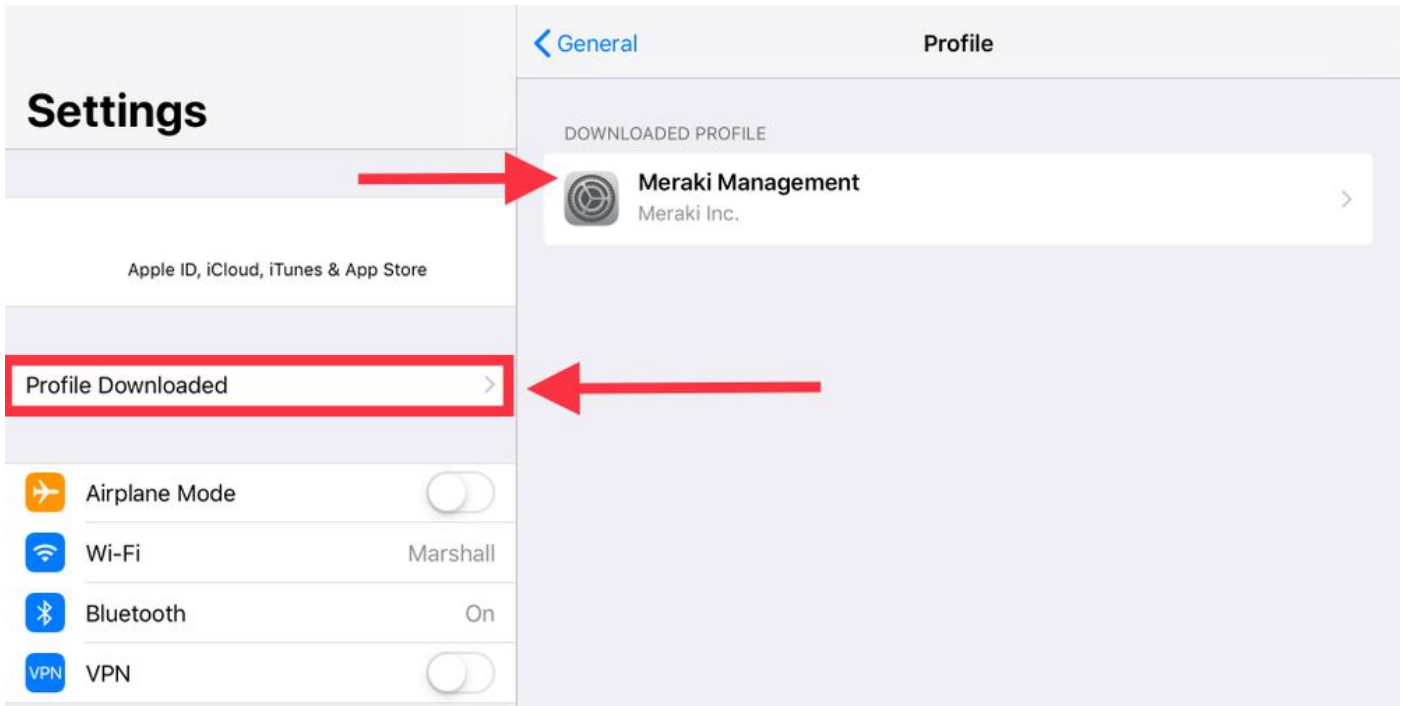 Settings
Apple ID, iCloud, iTunes & App Store
Profile Downloaded
Airplane Mode
Wi-Fi Marshall
Bluetooth On
VPN VPN
General Profile
DOWNLOADED PROFILE
Meraki Management
Meraki Inc.